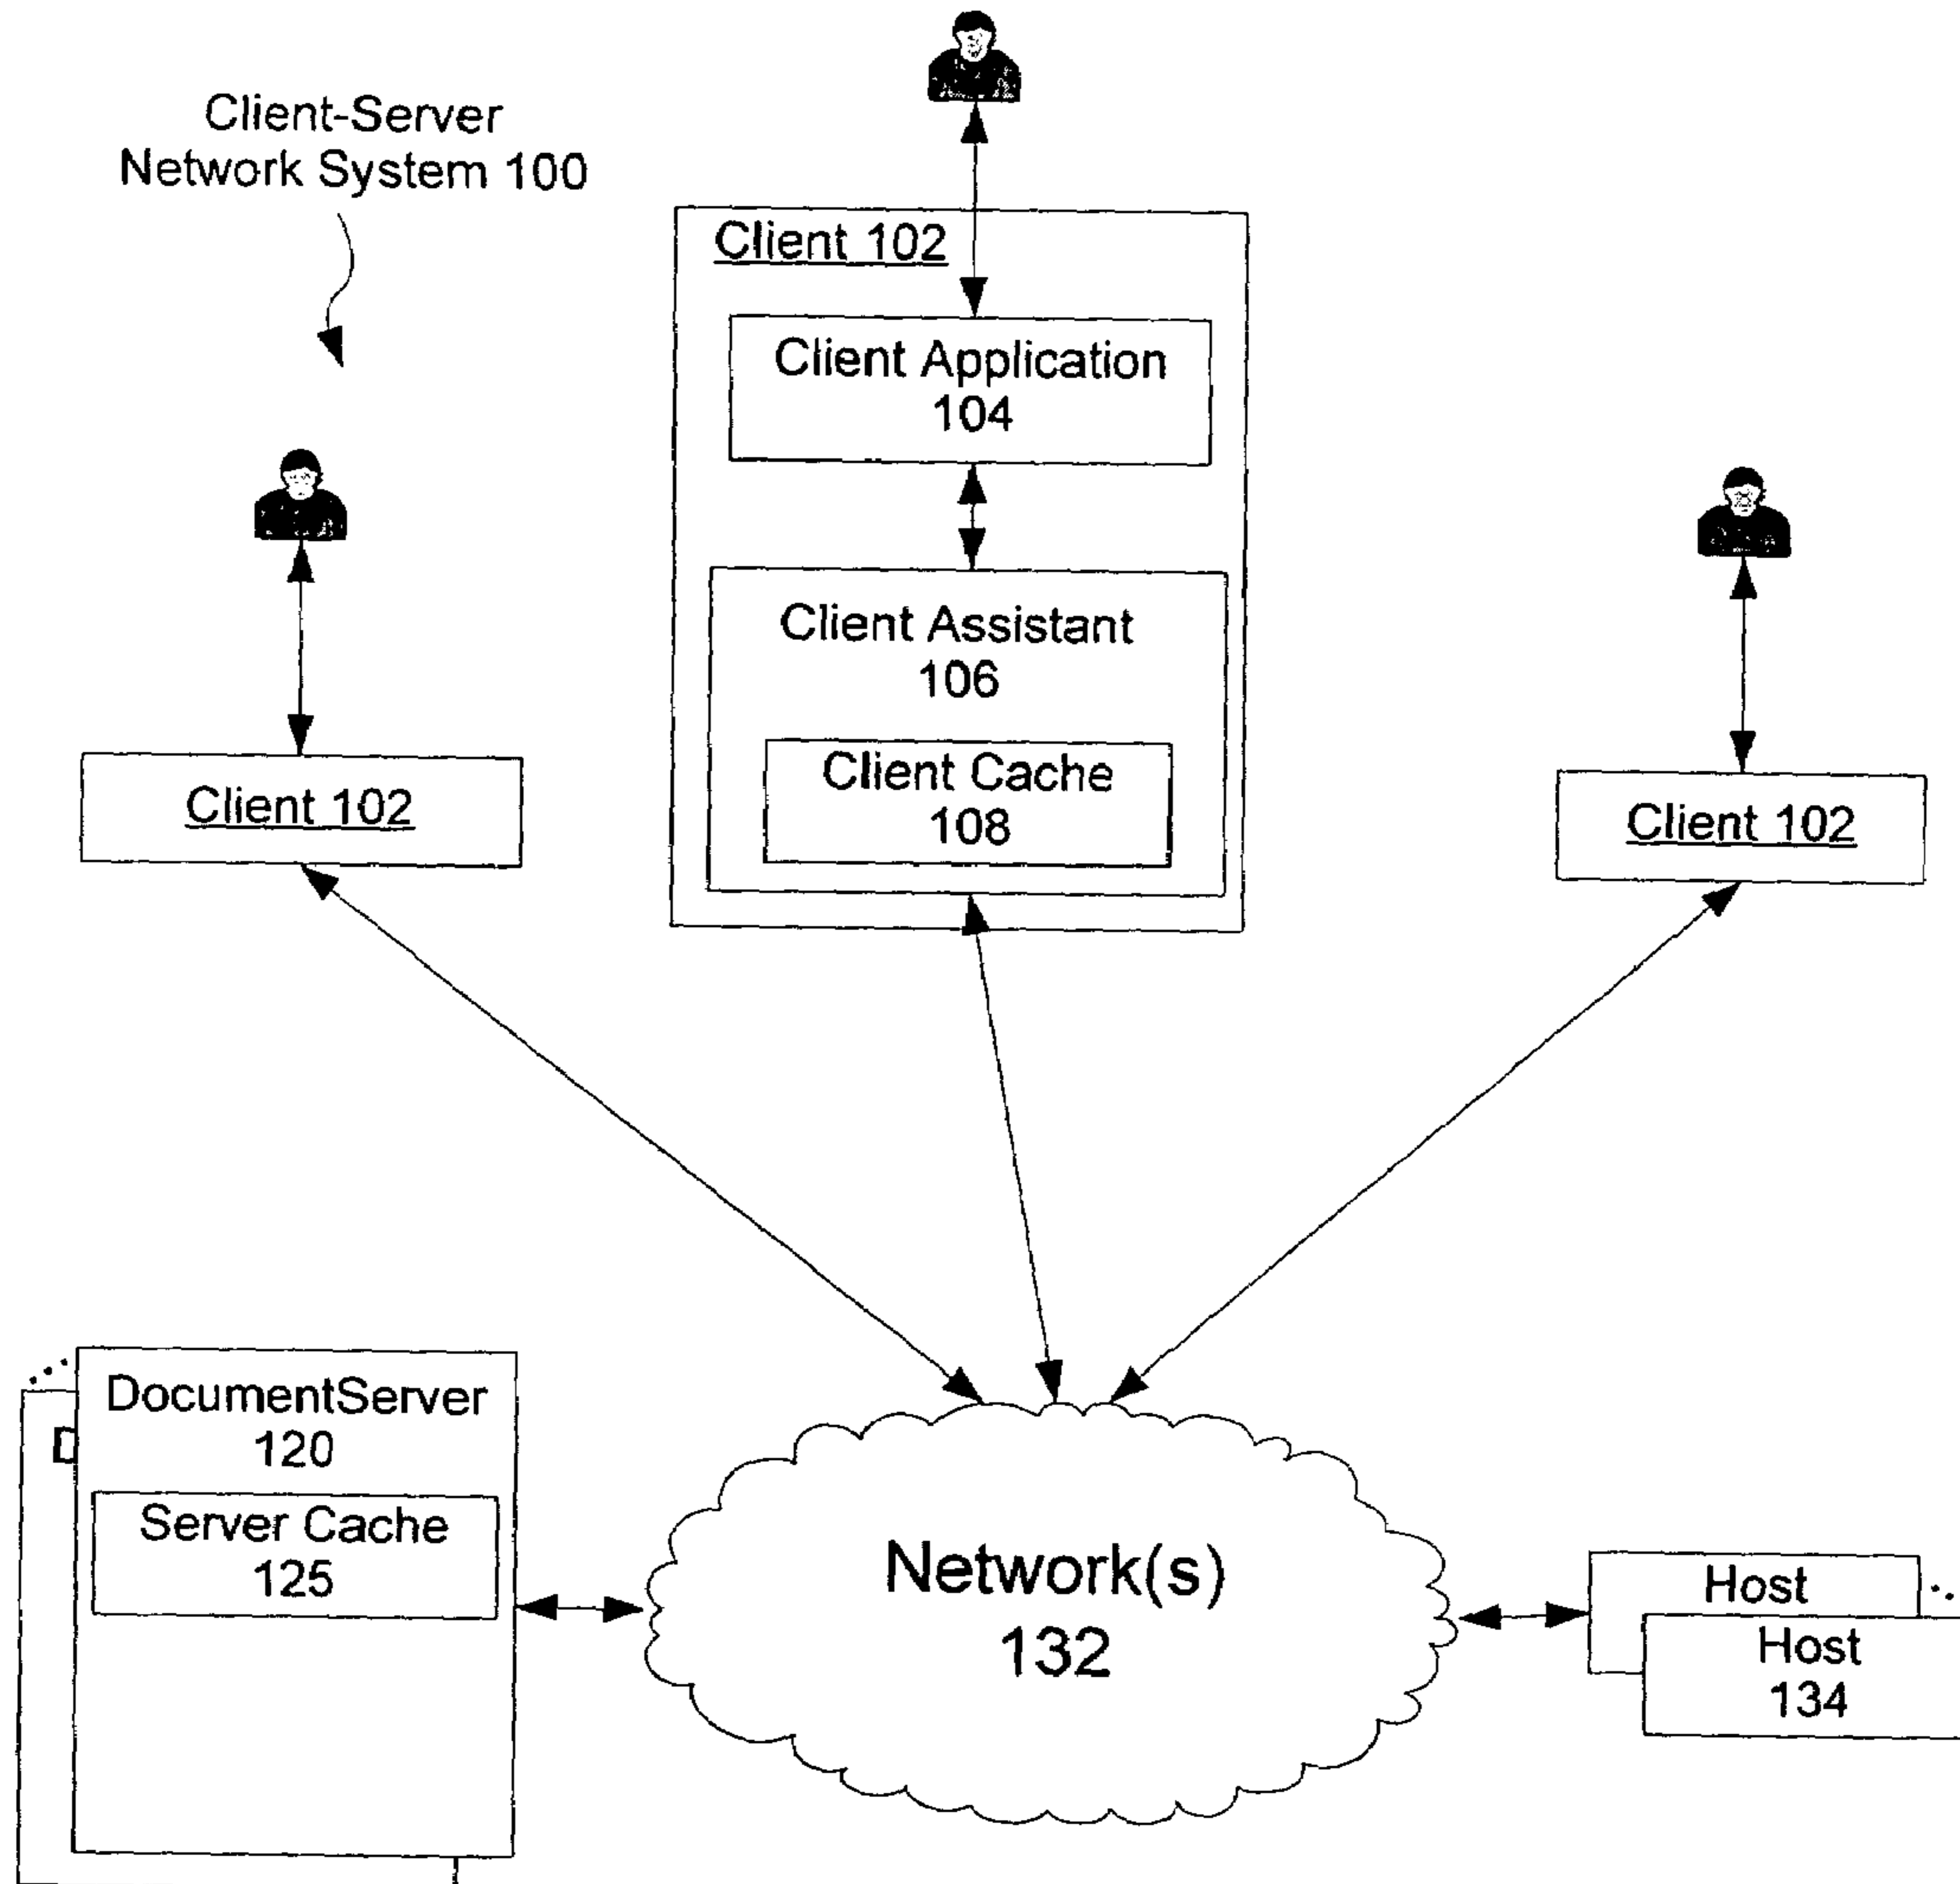 Client-Server
Network System 100
Client 102
Client Application
104
Client Assistant
106
Client Cache
108
Client 102
Client 102
DocumentServer
120
D
Server Cache
125
Network(s)
132
Host
Host
134